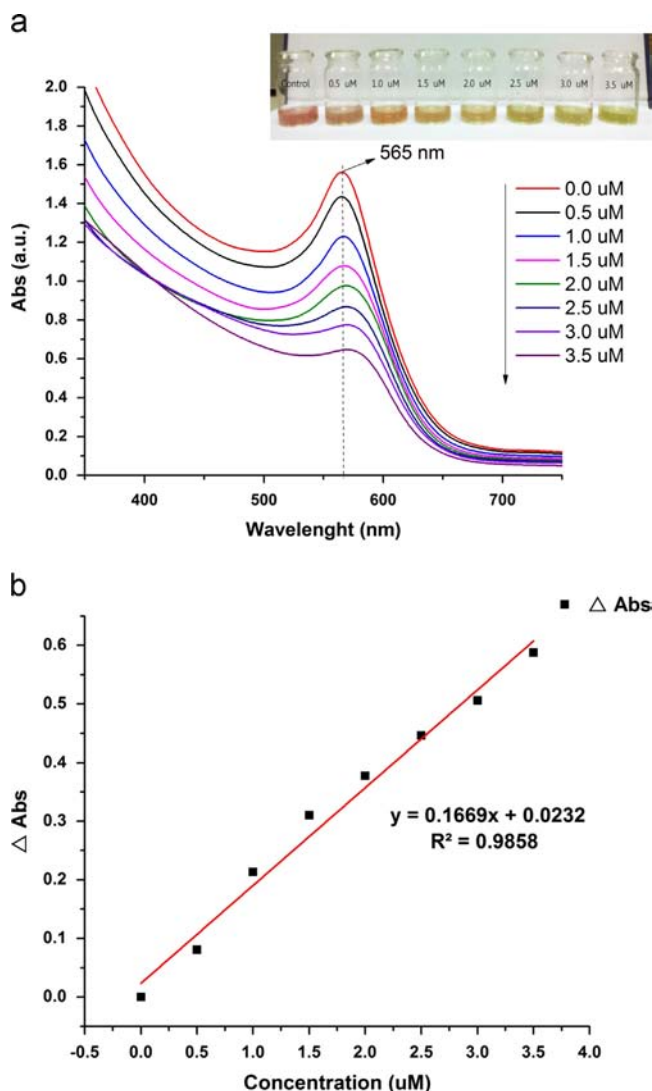 a
Control 0.5 uM 1.0 uM 1.5 uM 2.0 uM 2.5 uM 3.0 uM 3.5 uM
565 nm
2.0
1.8
1.6
1.4
1.2
1.0
0.8
0.6
0.4
0.2
0.0
Abs (a.u.)
0.0 uM
0.5 uM
1.0 uM
1.5 uM
2.0 uM
2.5 uM
3.0 uM
3.5 uM
400 500 600 700
Wavelenght (nm)
b
△ Abs
0.6
0.5
0.4
0.3
0.2
0.1
0.0
△ Abs
y = 0.1669x + 0.0232
R² = 0.9858
-0.5 0.0 0.5 1.0 1.5 2.0 2.5 3.0 3.5 4.0
Concentration (uM)